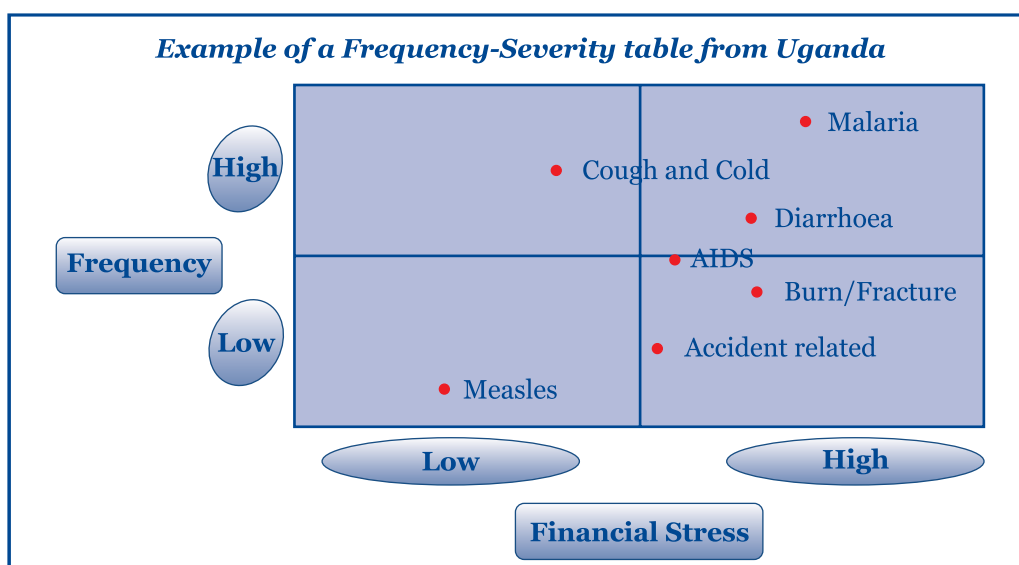 Example of a Frequency-Severity table from Uganda
Malaria
High
Cough and Cold
Diarrhoea
Frequency
AIDS
Burn/Fracture
Low
Accident related
Measles
Low
High
Financial Stress